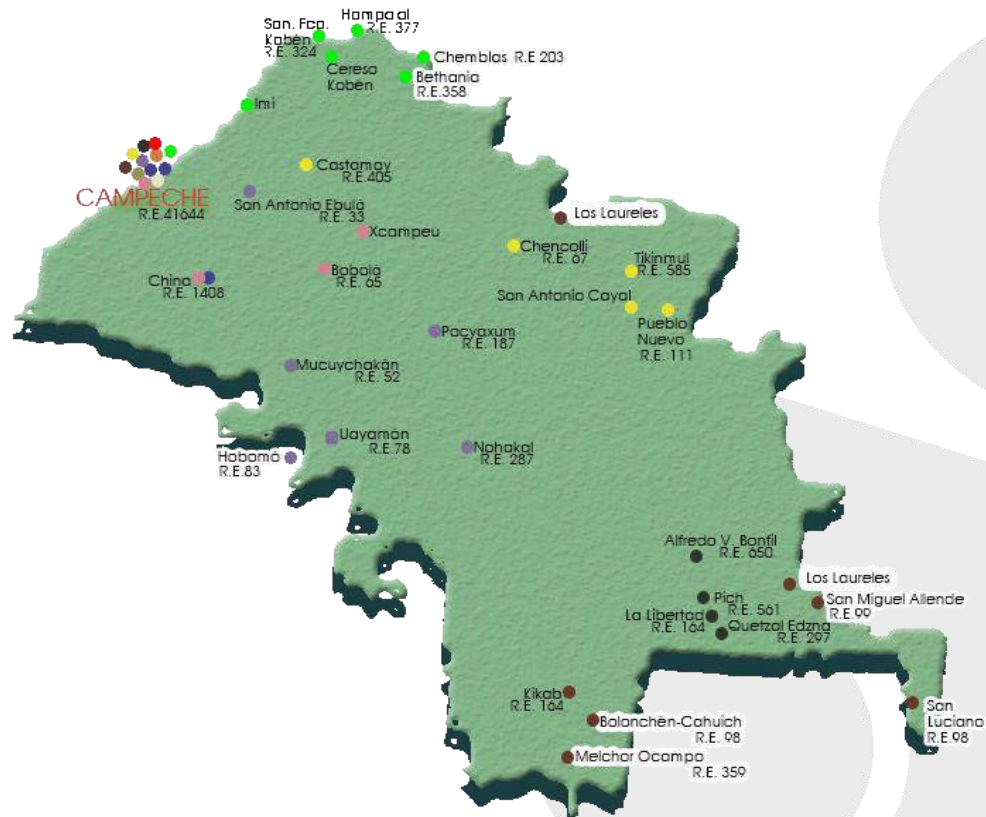 Hampolol
R.E. 377
San. Fco.
Kobén
R.E. 324
Cereso
Kobén
Chemblas R.E 203
Bethania
R.E.358
Imí
Castamay
R.E.405
CAMPECHE
R.E.41644
San Antonio Ebulá
R.E. 33
Los Laureles
Xcampeu
Chencollí
R.E. 67
Tikinmul
R.E. 585
China
R.E. 1408
Bobolá
R.E. 65
San Antonio Cayal
Pueblo
Nuevo
R.E. 111
Pocyaxum
R.E. 187
Mucuychakán
R.E. 52
Uayamón
R.E.78
Nohakal
R.E. 287
Hobomó
R.E.83
Alfredo V. Bonfil
R.E. 650
Los Laureles
Pich
R.E. 561
San Miguel Allende
R.E.99
La Libertad
R.E. 164
Quetzal Edzna
R.E. 297
Kikab
R.E. 164
Bolonchén-Cahuich
R.E. 98
San
Luciano
R.E.98
Melchor Ocampo
R.E. 359